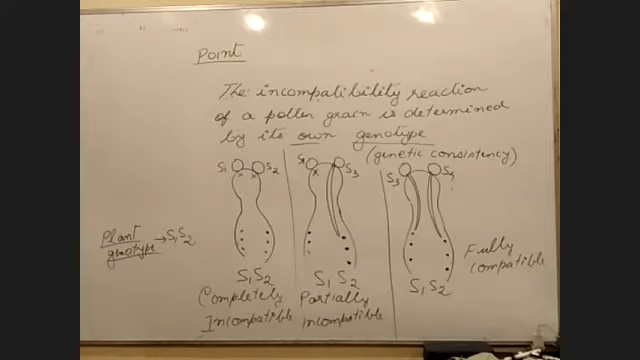 Point
The incompatibility reaction
of a pollen grain is determined
by its own genotype
(genetic consistency)
S1 S2
S1 S3
S3 S4
Plant
genotype → S1S2
S1S2
Completely
Incompatible
S1 S2
Partially
incompatible
S1 S2
Fully
compatible